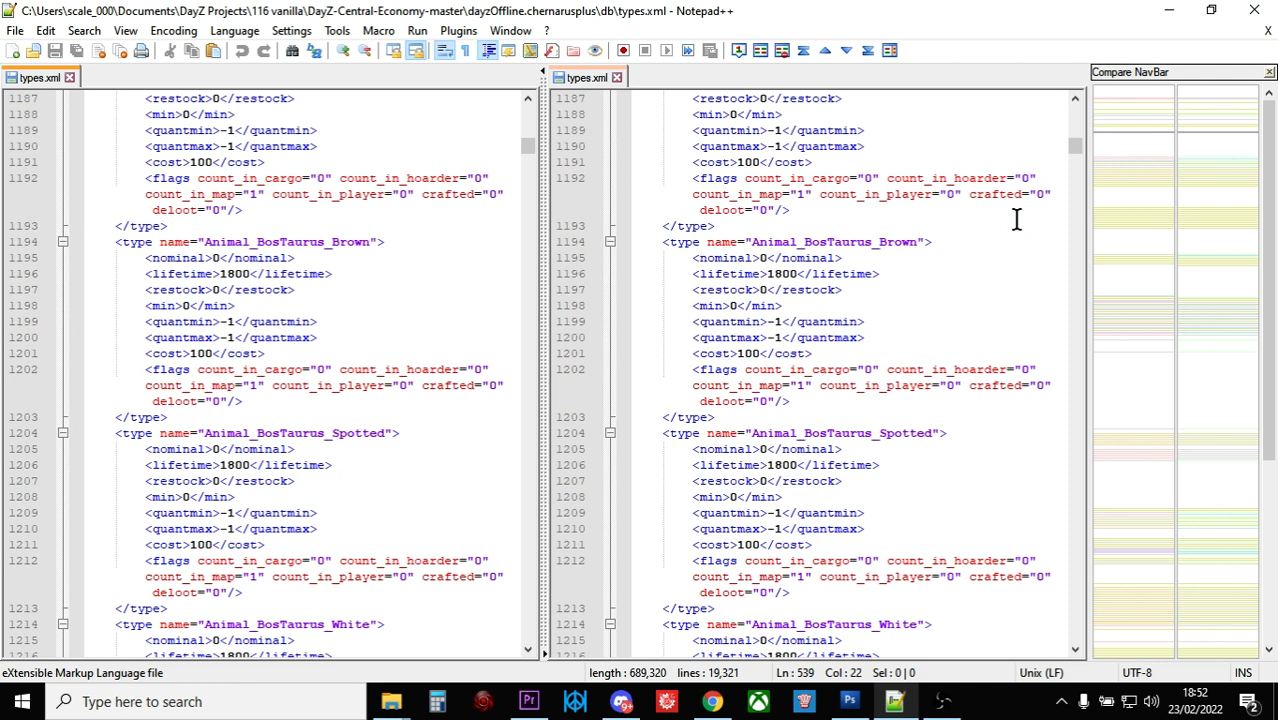 C:\Users\scale_000\Documents\DayZ Projects\116 vanilla\DayZ-Central-Economy-master\dayzOffline.chernarusplus\db\types.xml - Notepad++
File Edit Search View Encoding Language Settings Tools Macro Run Plugins Window ? X
types.xml
1187 <restock>0</restock>
1188 <min>0</min>
1189 <quantmin>-1</quantmin>
1190 <quantmax>-1</quantmax>
1191 <cost>100</cost>
1192 <flags count_in_cargo="0" count_in_hoarder="0"
count_in_map="1" count_in_player="0" crafted="0"
deloot="0"/>
1193 </type>
1194 <type name="Animal_BosTaurus_Brown">
1195 <nominal>0</nominal>
1196 <lifetime>1800</lifetime>
1197 <restock>0</restock>
1198 <min>0</min>
1199 <quantmin>-1</quantmin>
1200 <quantmax>-1</quantmax>
1201 <cost>100</cost>
1202 <flags count_in_cargo="0" count_in_hoarder="0"
count_in_map="1" count_in_player="0" crafted="0"
deloot="0"/>
1203 </type>
1204 <type name="Animal_BosTaurus_Spotted">
1205 <nominal>0</nominal>
1206 <lifetime>1800</lifetime>
1207 <restock>0</restock>
1208 <min>0</min>
1209 <quantmin>-1</quantmin>
1210 <quantmax>-1</quantmax>
1211 <cost>100</cost>
1212 <flags count_in_cargo="0" count_in_hoarder="0"
count_in_map="1" count_in_player="0" crafted="0"
deloot="0"/>
1213 </type>
1214 <type name="Animal_BosTaurus_White">
1215 <nominal>0</nominal>
1216 <lifetime>1800</lifetime>
types.xml
1187 <restock>0</restock>
1188 <min>0</min>
1189 <quantmin>-1</quantmin>
1190 <quantmax>-1</quantmax>
1191 <cost>100</cost>
1192 <flags count_in_cargo="0" count_in_hoarder="0"
count_in_map="1" count_in_player="0" crafted="0"
deloot="0"/>
1193 </type>
1194 <type name="Animal_BosTaurus_Brown">
1195 <nominal>0</nominal>
1196 <lifetime>1800</lifetime>
1197 <restock>0</restock>
1198 <min>0</min>
1199 <quantmin>-1</quantmin>
1200 <quantmax>-1</quantmax>
1201 <cost>100</cost>
1202 <flags count_in_cargo="0" count_in_hoarder="0"
count_in_map="1" count_in_player="0" crafted="0"
deloot="0"/>
1203 </type>
1204 <type name="Animal_BosTaurus_Spotted">
1205 <nominal>0</nominal>
1206 <lifetime>1800</lifetime>
1207 <restock>0</restock>
1208 <min>0</min>
1209 <quantmin>-1</quantmin>
1210 <quantmax>-1</quantmax>
1211 <cost>100</cost>
1212 <flags count_in_cargo="0" count_in_hoarder="0"
count_in_map="1" count_in_player="0" crafted="0"
deloot="0"/>
1213 </type>
1214 <type name="Animal_BosTaurus_White">
1215 <nominal>0</nominal>
1216 <lifetime>1800</lifetime>
Compare NavBar
eXtensible Markup Language file length : 689,320 lines : 19,321 Ln : 539 Col : 22 Sel : 0 | 0 Unix (LF) UTF-8 INS
Type here to search
Pr
9+
Ps
18:52
23/02/2022
2